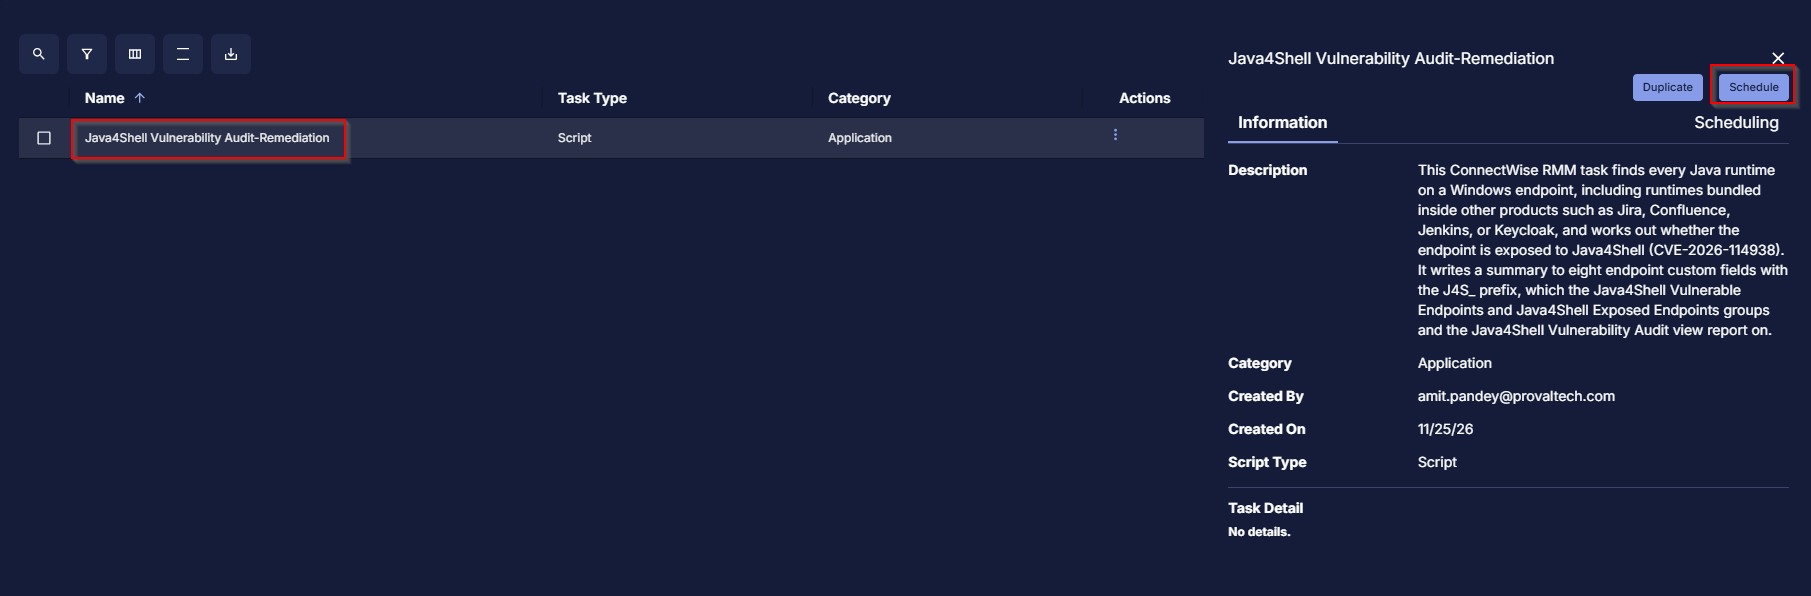 Name
Task Type
Category
Actions
Java4Shell Vulnerability Audit-Remediation
Script
Application
Java4Shell Vulnerability Audit-Remediation
Duplicate
Schedule
Information
Scheduling
Description
This ConnectWise RMM task finds every Java runtime
on a Windows endpoint, including runtimes bundled
inside other products such as Jira, Confluence,
Jenkins, or Keycloak, and works out whether the
endpoint is exposed to Java4Shell (CVE-2026-114938).
It writes a summary to eight endpoint custom fields with
the J4S_ prefix, which the Java4Shell Vulnerable
Endpoints and Java4Shell Exposed Endpoints groups
and the Java4Shell Vulnerability Audit view report on.
Category
Application
Created By
amit.pandey@provaltech.com
Created On
11/25/26
Script Type
Script
Task Detail
No details.